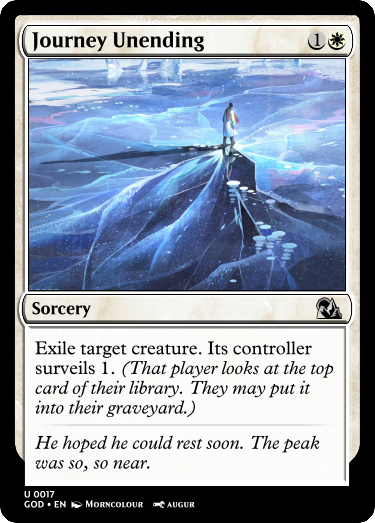 Journey Unending 1
Sorcery
Exile target creature. Its controller
surveils 1. (That player looks at the top
card of their library. They may put it
into their graveyard.)
He hoped he could rest soon. The peak
was so, so near.
U 0017
GOD • EN Morncolour AUGUR